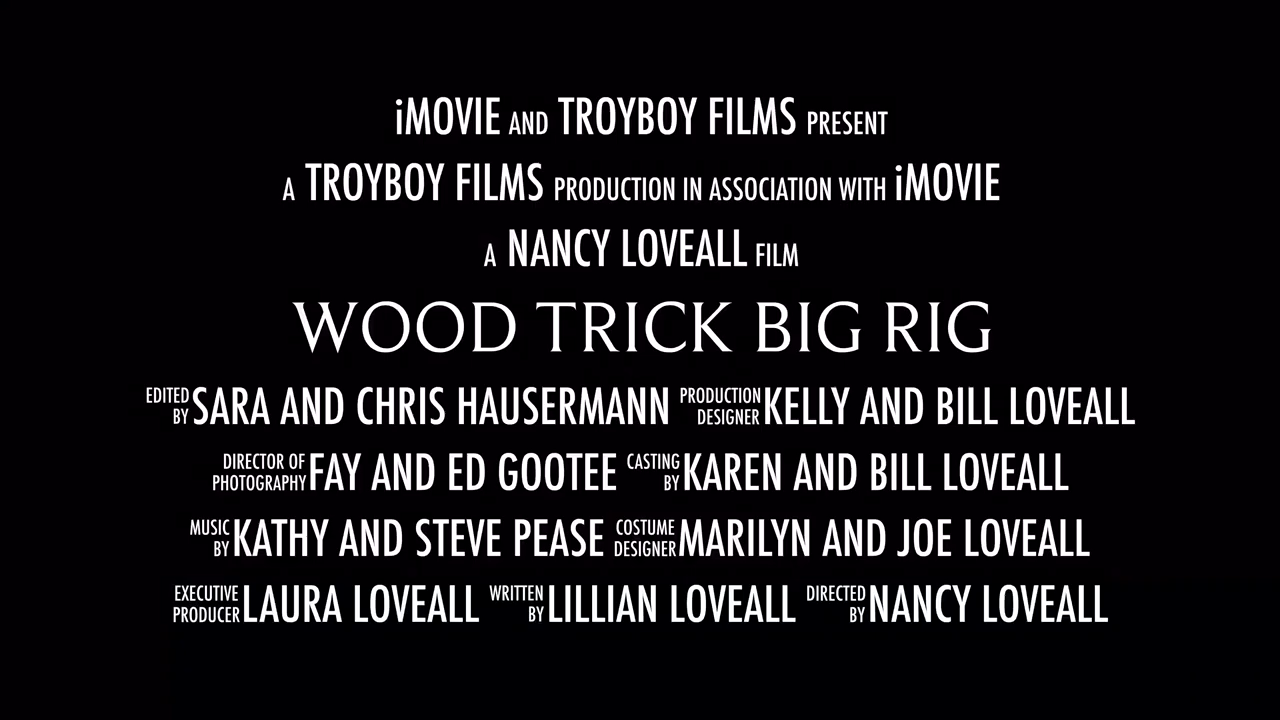 iMOVIE AND TROYBOY FILMS PRESENT
A TROYBOY FILMS PRODUCTION IN ASSOCIATION WITH iMOVIE
A NANCY LOVEALL FILM
WOOD TRICK BIG RIG
EDITED BY SARA AND CHRIS HAUSERMANN PRODUCTION DESIGNER KELLY AND BILL LOVEALL
DIRECTOR OF PHOTOGRAPHY FAY AND ED GOOTEE CASTING BY KAREN AND BILL LOVEALL
MUSIC BY KATHY AND STEVE PEASE COSTUME DESIGNER MARILYN AND JOE LOVEALL
EXECUTIVE PRODUCER LAURA LOVEALL WRITTEN BY LILLIAN LOVEALL DIRECTED BY NANCY LOVEALL